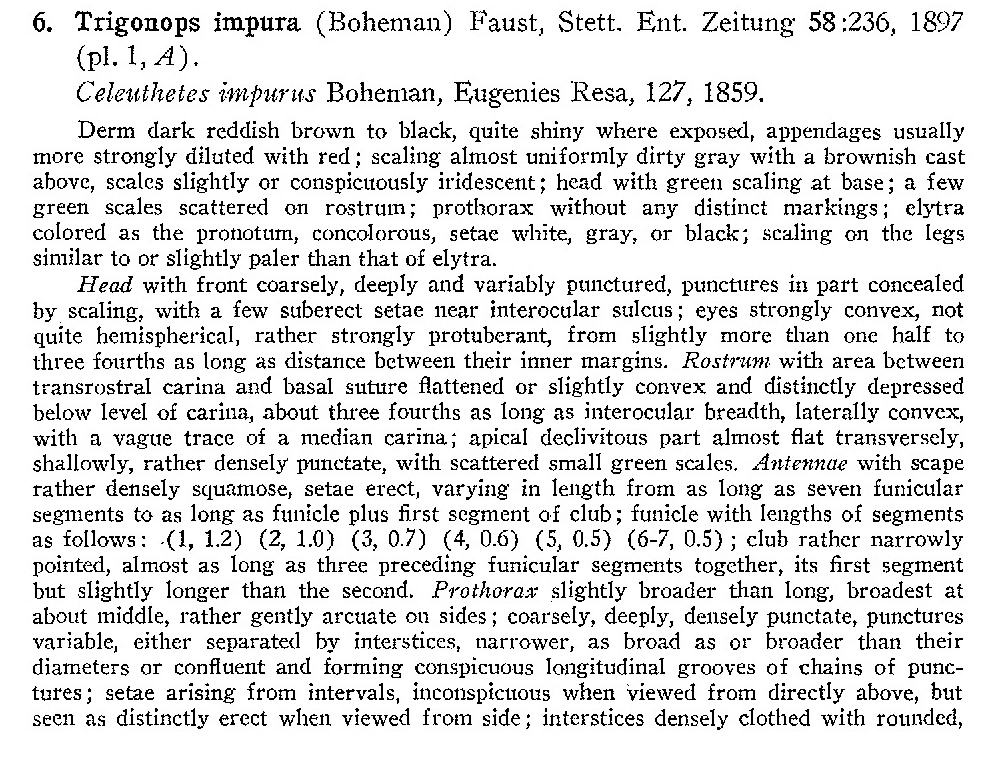 6. Trigonops impura (Boheman) Faust, Stett. Ent. Zeitung 58:236, 1897
(pl. 1, A).
Celeuthetes impurus Boheman, Eugenies Resa, 127, 1859.
Derm dark reddish brown to black, quite shiny where exposed, appendages usually
more strongly diluted with red; scaling almost uniformly dirty gray with a brownish cast
above, scales slightly or conspicuously iridescent; head with green scaling at base; a few
green scales scattered on rostrum; prothorax without any distinct markings; elytra
colored as the pronotum, concolorous, setae white, gray, or black; scaling on the legs
similar to or slightly paler than that of elytra.
Head with front coarsely, deeply and variably punctured, punctures in part concealed
by scaling, with a few suberect setae near interocular sulcus; eyes strongly convex, not
quite hemispherical, rather strongly protuberant, from slightly more than one half to
three fourths as long as distance between their inner margins. Rostrum with area between
transrostral carina and basal suture flattened or slightly convex and distinctly depressed
below level of carina, about three fourths as long as interocular breadth, laterally convex,
with a vague trace of a median carina; apical declivitous part almost flat transversely,
shallowly, rather densely punctate, with scattered small green scales. Antennae with scape
rather densely squamose, setae erect, varying in length from as long as seven funicular
segments to as long as funicle plus first segment of club; funicle with lengths of segments
as follows: (1, 1.2) (2, 1.0) (3, 0.7) (4, 0.6) (5, 0.5) (6-7, 0.5); club rather narrowly
pointed, almost as long as three preceding funicular segments together, its first segment
but slightly longer than the second. Prothorax slightly broader than long, broadest at
about middle, rather gently arcuate on sides; coarsely, deeply, densely punctate, punctures
variable, either separated by interstices, narrower, as broad as or broader than their
diameters or confluent and forming conspicuous longitudinal grooves of chains of punc-
tures; setae arising from intervals, inconspicuous when viewed from directly above, but
seen as distinctly erect when viewed from side; interstices densely clothed with rounded,